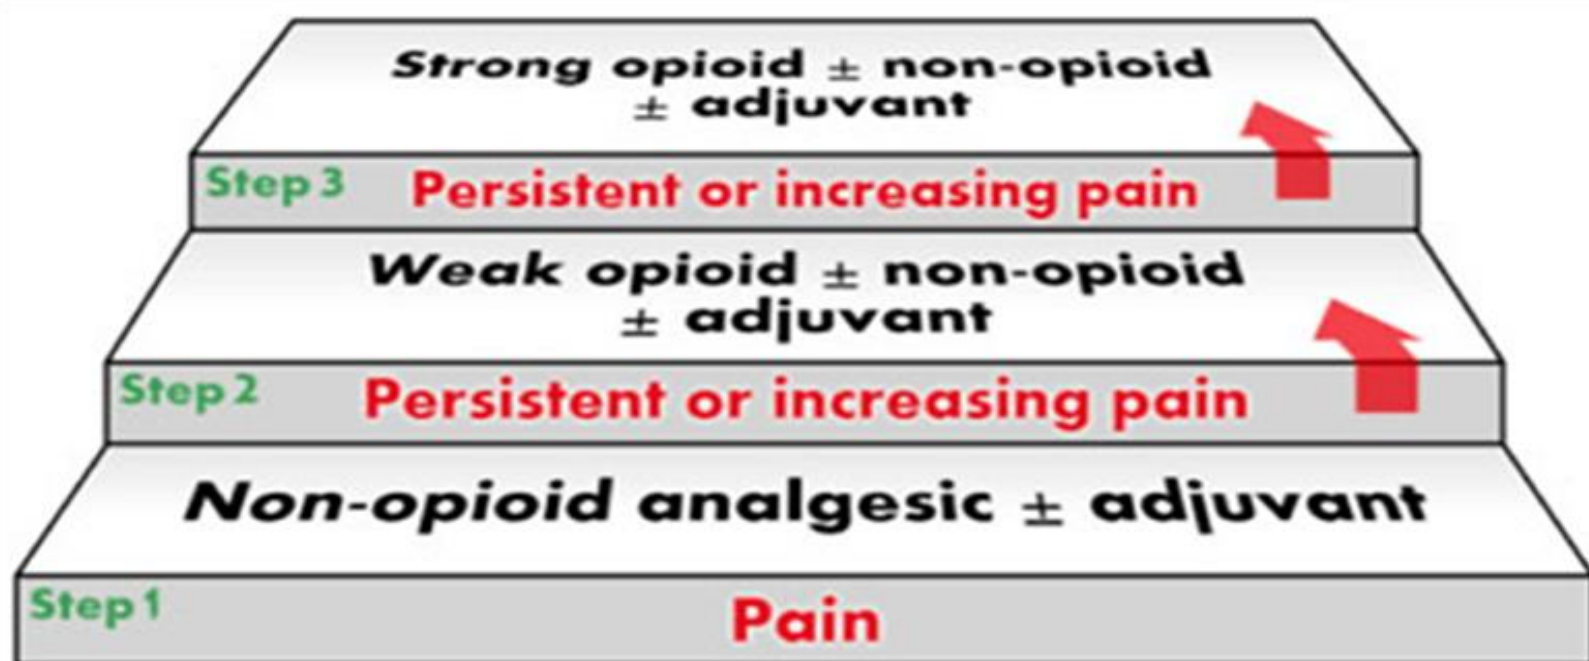 Strong opioid ± non-opioid
± adjuvant
Step 3 Persistent or increasing pain
Weak opioid ± non-opioid
± adjuvant
Step 2 Persistent or increasing pain
Non-opioid analgesic ± adjuvant
Step 1 Pain